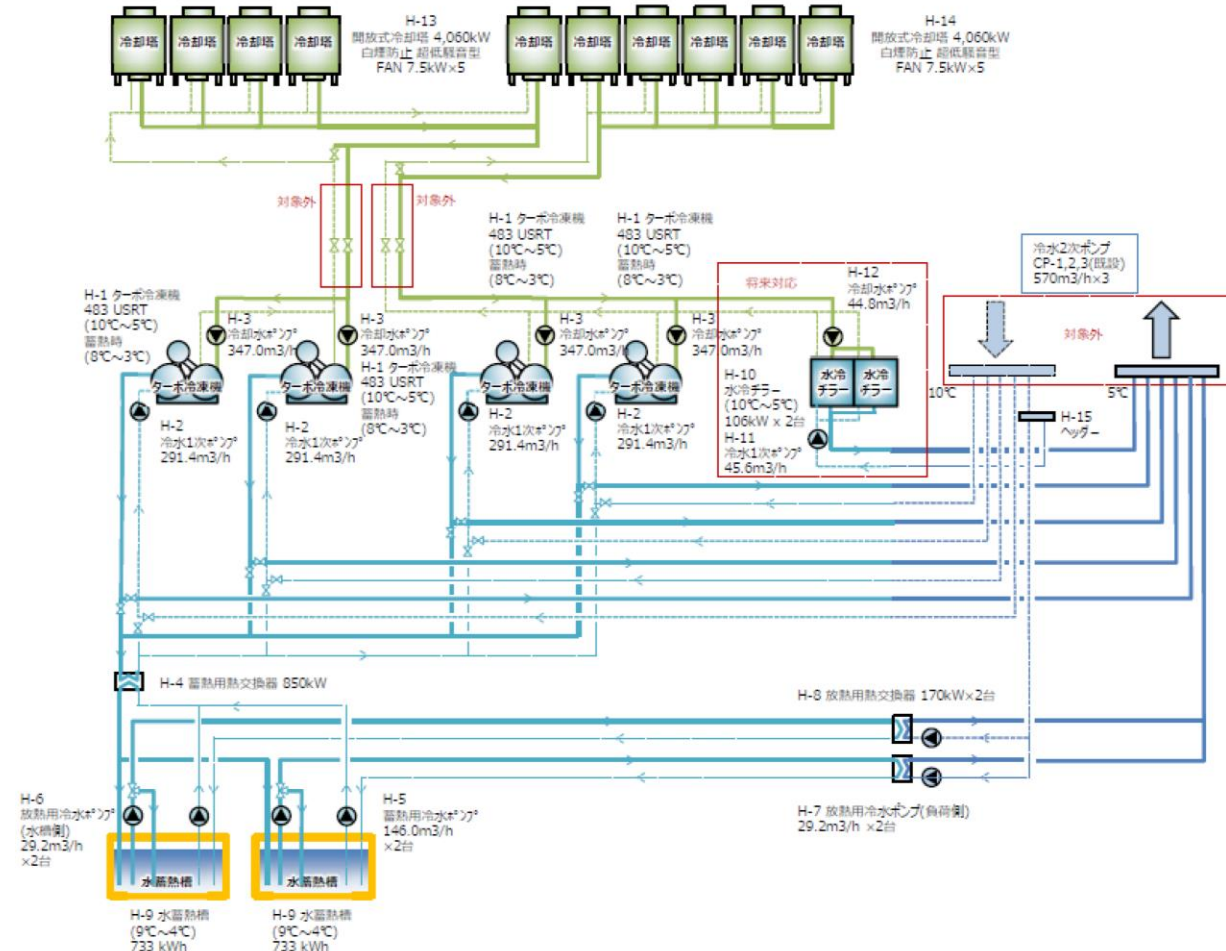 H-13
開放式冷却塔 4,060kW
白煙防止 超低騒音型
FAN 7.5kW×5
H-14
開放式冷却塔 4,060kW
白煙防止 超低騒音型
FAN 7.5kW×5
冷却塔
冷却塔
冷却塔
冷却塔
冷却塔
冷却塔
冷却塔
冷却塔
冷却塔
冷却塔
対象外
対象外
H-1 ターボ冷凍機
483 USRT
(10℃~5℃)
蓄熱時
(8℃~3℃)
H-1 ターボ冷凍機
483 USRT
(10℃~5℃)
蓄熱時
(8℃~3℃)
将来対応
H-12
冷却水ポンプ
44.8m3/h
冷水2次ポンプ
CP-1,2,3(既設)
570m3/h×3
対象外
H-1 ターボ冷凍機
483 USRT
(10℃~5℃)
蓄熱時
(8℃~3℃)
H-3
冷却水ポンプ
347.0m3/h
H-3
冷却水ポンプ
347.0m3/h
H-3
冷却水ポンプ
347.0m3/h
H-3
冷却水ポンプ
347.0m3/h
H-1 ターボ冷凍機
483 USRT
(10℃~5℃)
蓄熱時
(8℃~3℃)
ターボ冷凍機
ターボ冷凍機
ターボ冷凍機
ターボ冷凍機
H-2
冷水1次ポンプ
291.4m3/h
H-2
冷水1次ポンプ
291.4m3/h
H-2
冷水1次ポンプ
291.4m3/h
H-2
冷水1次ポンプ
291.4m3/h
水冷
チラー
水冷
チラー
H-10
水冷チラー
(10℃~5℃)
106kW x 2台
H-11
冷水1次ポンプ
45.6m3/h
10℃
5℃
H-15
ヘッダー
H-4 蓄熱用熱交換器 850kW
H-8 放熱用熱交換器 170kW×2台
H-7 放熱用冷水ポンプ(負荷側)
29.2m3/h ×2台
H-6
放熱用冷水ポンプ
(水槽側)
29.2m3/h
×2台
H-5
蓄熱用冷水ポンプ
146.0m3/h
×2台
水蓄熱槽
水蓄熱槽
H-9 水蓄熱槽
(9℃~4℃)
733 kWh
H-9 水蓄熱槽
(9℃~4℃)
733 kWh